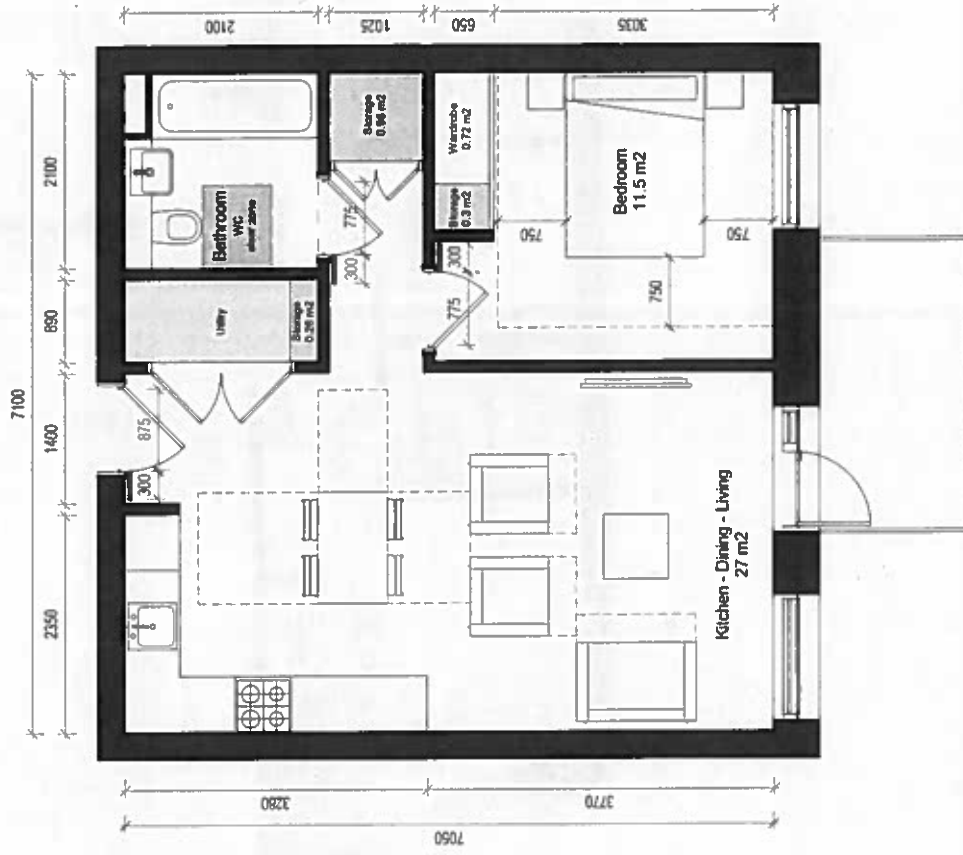 2100
1025
650
3035
7100
2100
890
1400
2350
Storage
0.96 m2
Wardrobe
0.72 m2
Storage
0.3 m2
Bedroom
11.5 m2
Bathroom
WC
775
300
300
775
750
750
750
Utility
Storage
0.26 m2
875
300
Kitchen - Dining - Living
27 m2
3280
3770
7050